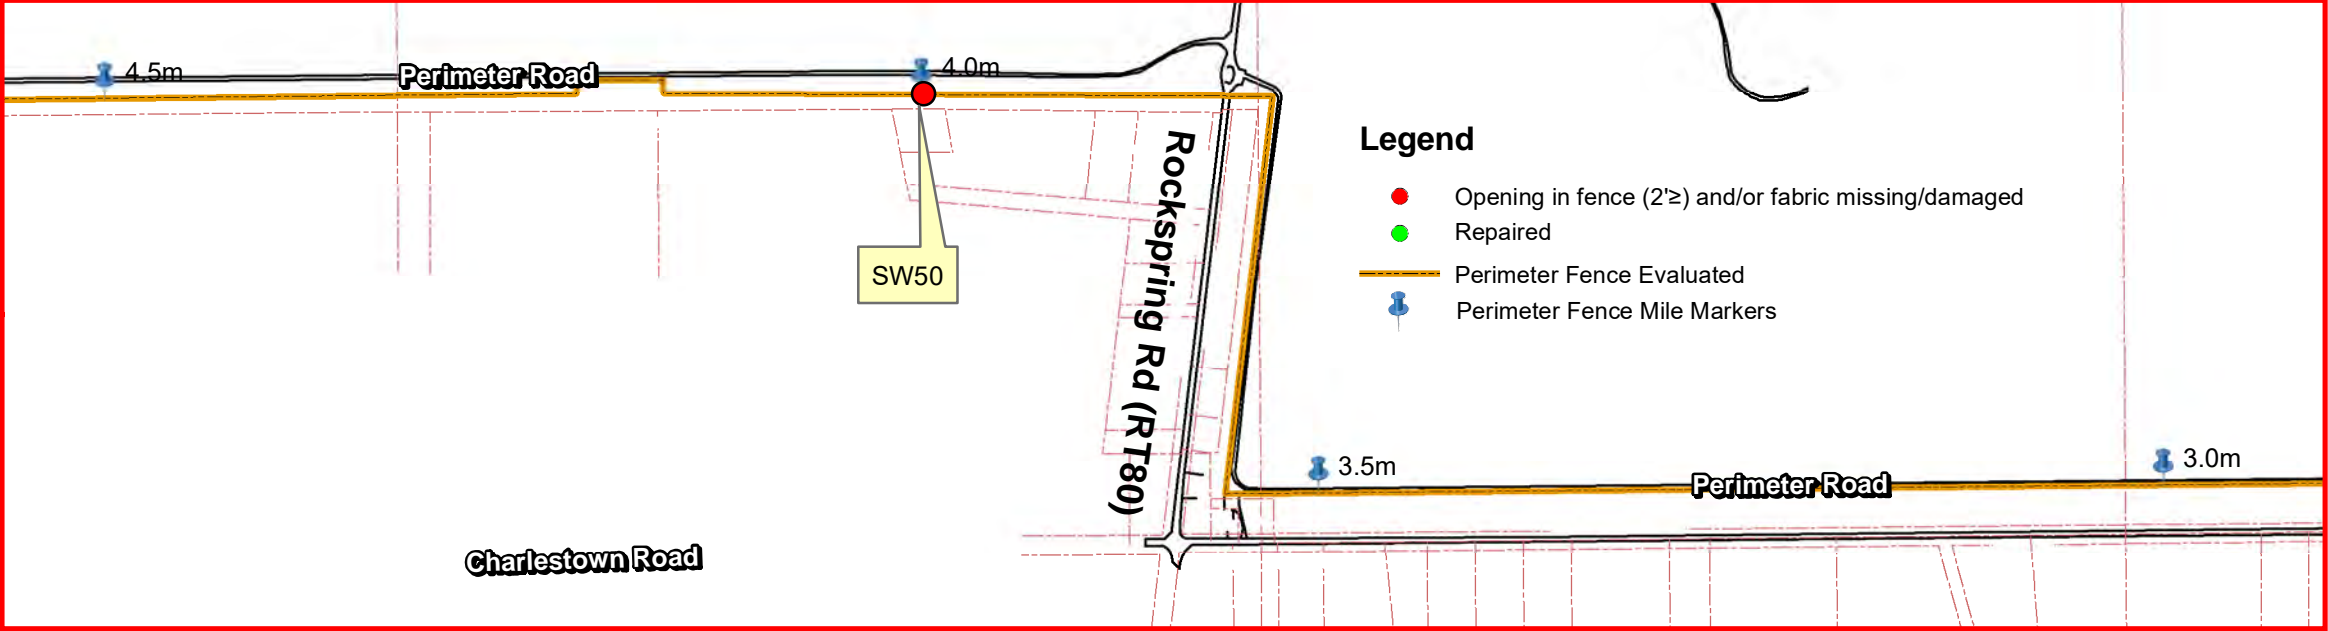 4.5m
Perimeter Road
4.0m
Rockspring Rd (RT80)
SW50
Legend
Opening in fence (2'≥) and/or fabric missing/damaged
Repaired
Perimeter Fence Evaluated
Perimeter Fence Mile Markers
3.5m
Perimeter Road
3.0m
Charlestown Road